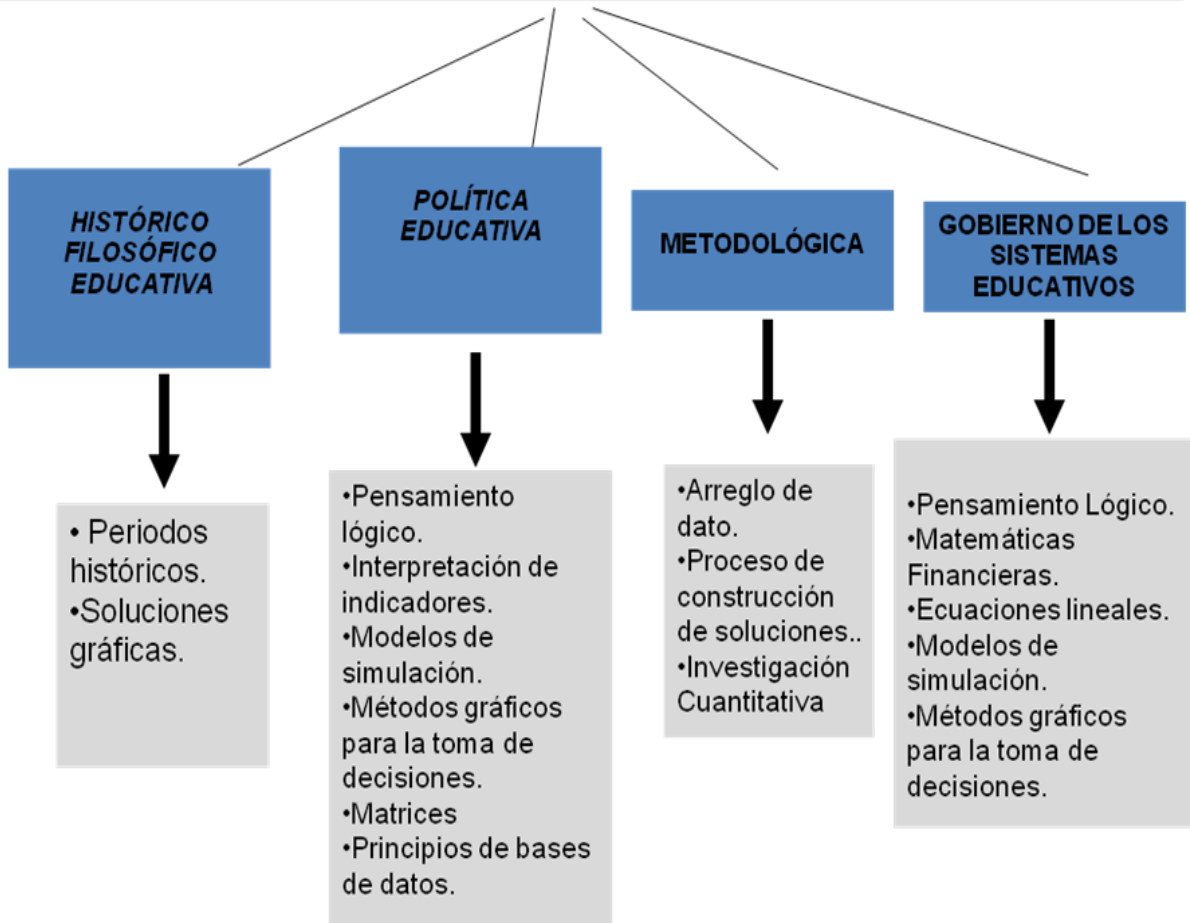 HISTÓRICO
FILOSÓFICO
EDUCATIVA
POLÍTICA
EDUCATIVA
METODOLÓGICA
GOBIERNO DE LOS
SISTEMAS
EDUCATIVOS
• Periodos
históricos.
•Soluciones
gráficas.
•Pensamiento
lógico.
•Interpretación de
indicadores.
•Modelos de
simulación.
•Métodos gráficos
para la toma de
decisiones.
•Matrices
•Principios de bases
de datos.
•Arreglo de
dato.
•Proceso de
construcción
de soluciones..
•Investigación
Cuantitativa
•Pensamiento Lógico.
•Matemáticas
Financieras.
•Ecuaciones lineales.
•Modelos de
simulación.
•Métodos gráficos
para la toma de
decisiones.